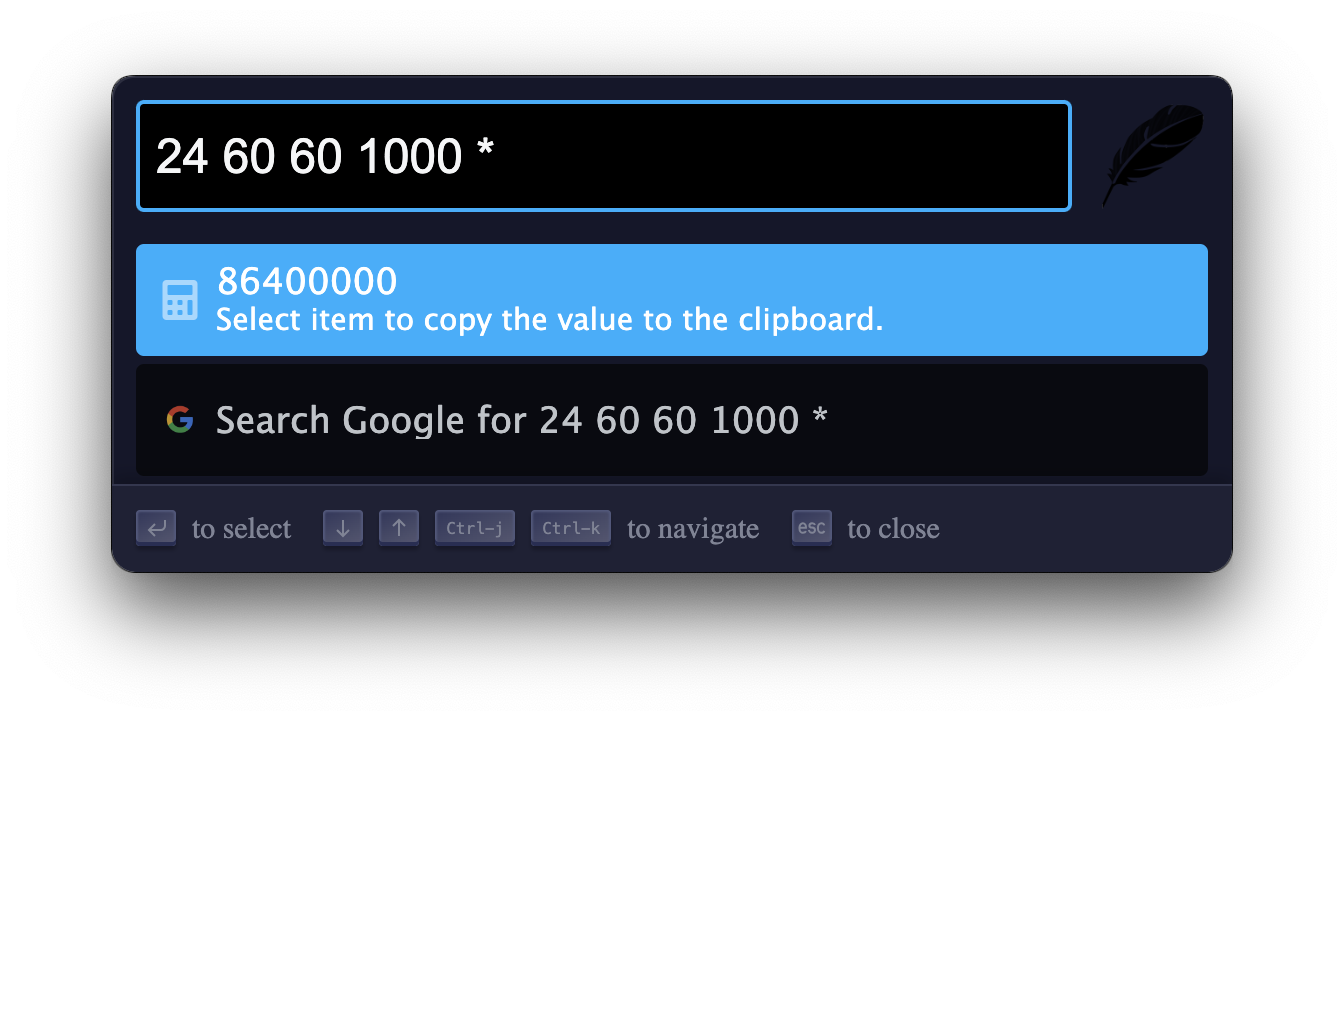 24 60 60 1000 *
86400000
Select item to copy the value to the clipboard.
Search Google for 24 60 60 1000 *
to select Ctrl-j Ctrl-k to navigate esc to close